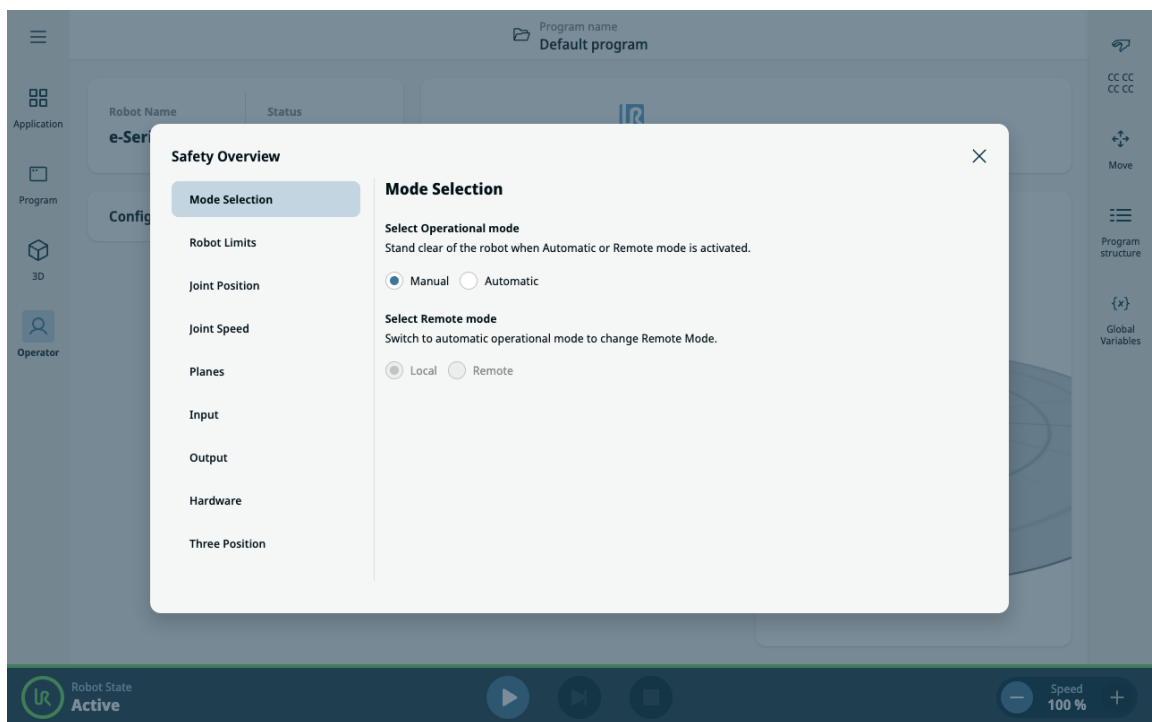 Program name
Default program
Application
Program
3D
Operator
Robot Name
Status
e-Seri
Config
Safety Overview
Mode Selection
Robot Limits
Joint Position
Joint Speed
Planes
Input
Output
Hardware
Three Position
Mode Selection
Select Operational mode
Stand clear of the robot when Automatic or Remote mode is activated.
Manual Automatic
Select Remote mode
Switch to automatic operational mode to change Remote Mode.
Local Remote
CC CC
CC CC
Move
Program
structure
{x}
Global
Variables
UR
Robot State
Active
Speed
100 %